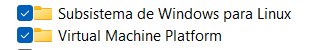 Subsistema de Windows para Linux
Virtual Machine Platform